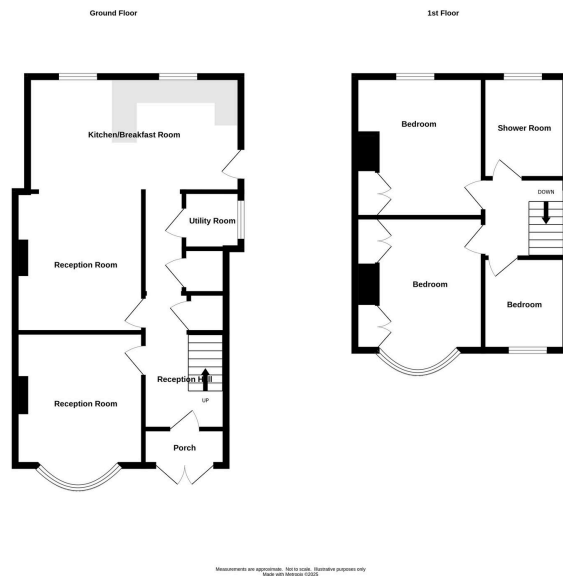 Ground Floor
1st Floor
Kitchen/Breakfast Room
Bedroom
Shower Room
DOWN
Utility Room
Reception Room
Bedroom
Bedroom
Reception Hall
UP
Reception Room
Porch
Measurements are approximate. Not to scale. Illustrative purposes only
Made with Metropix ©2025